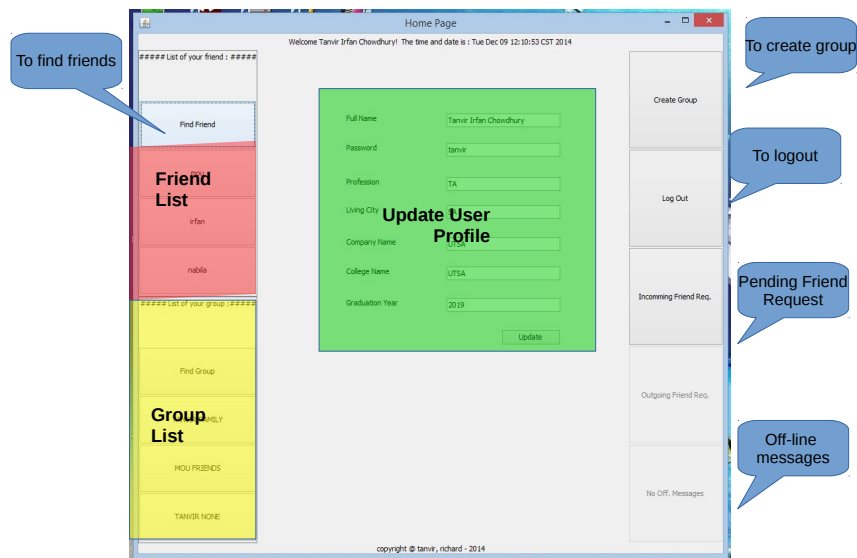 Home Page
Welcome Tanvir Irfan Chowdhury! The time and date is : Tue Dec 09 12:10:53 CST 2014
To find friends
##### List of your friend : #####
Find Friend
mou
Friend
List
irfan
nabila
##### List of your group :#####
Find Group
Group
List
FAMILY
MOU FRIENDS
TANVIR NONE
Full Name
Tanvir Irfan Chowdhury
Password
tanvir
Profession
TA
Living City
Update User
Profile
Company Name
UTSA
College Name
UTSA
Graduation Year
2019
Update
Create Group
Log Out
Incomming Friend Req.
Outgoing Friend Req.
No Off. Messages
To create group
To logout
Pending Friend
Request
Off-line
messages
copyright @ tanvir, richard - 2014